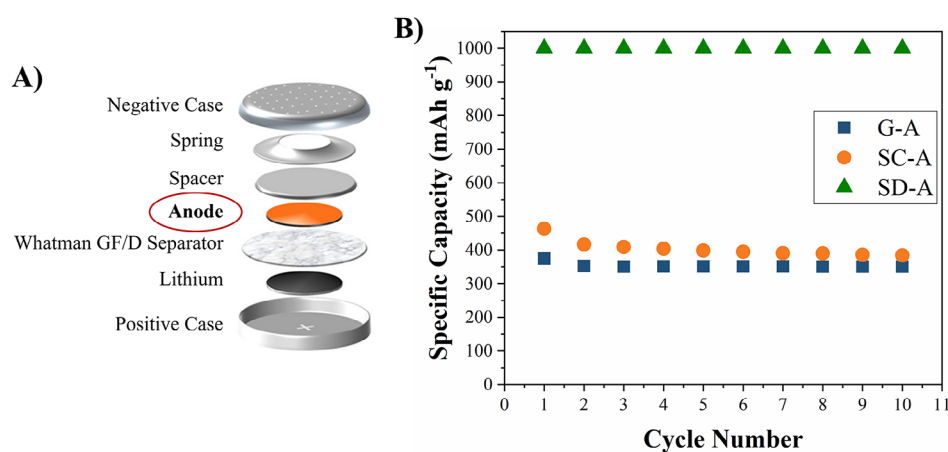 A)
Negative Case
Spring
Spacer
Anode
Whatman GF/D Separator
Lithium
Positive Case
B)
Specific Capacity (mAh g⁻¹)
1000
900
800
700
600
500
400
300
200
100
0
0 1 2 3 4 5 6 7 8 9 10 11
Cycle Number
G-A
SC-A
SD-A